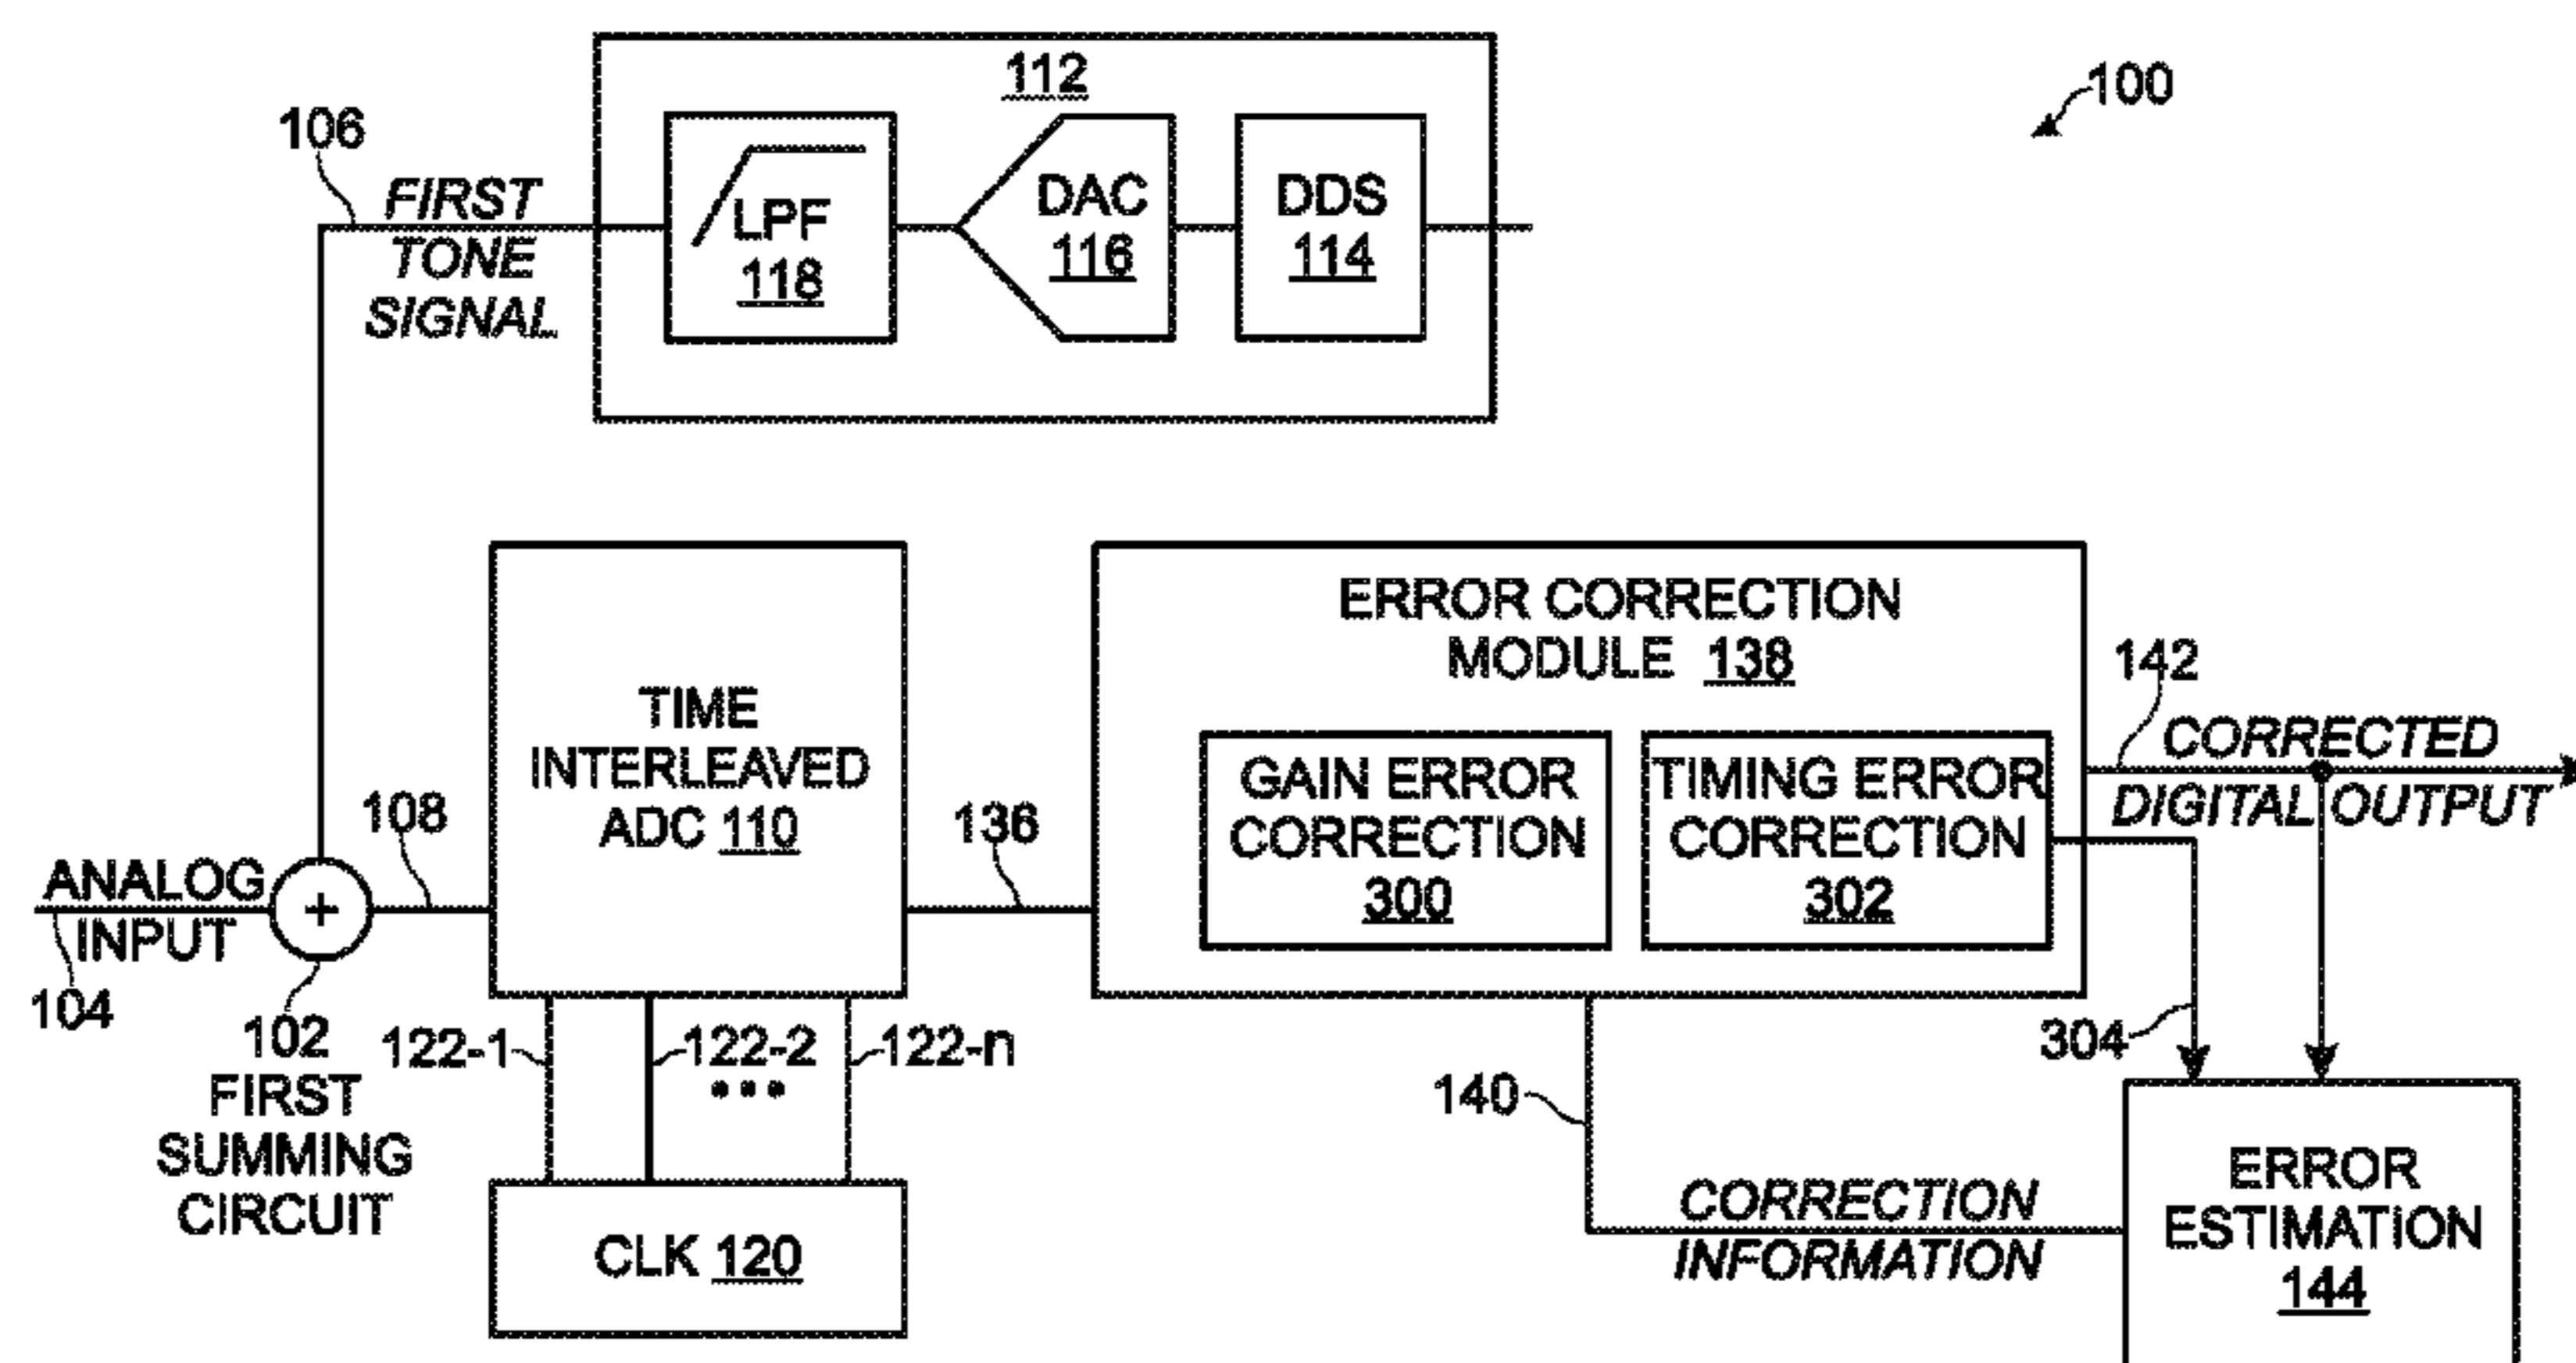 112
100
106
FIRST
TONE
SIGNAL
LPF
118
DAC
116
DDS
114
TIME
INTERLEAVED
ADC 110
ERROR CORRECTION
MODULE 138
GAIN ERROR
CORRECTION
300
TIMING ERROR
CORRECTION
302
142
CORRECTED
DIGITAL OUTPUT
108
136
ANALOG
INPUT
+
104
102
FIRST
SUMMING
CIRCUIT
122-1
122-2
•••
122-n
CLK 120
140
304
CORRECTION
INFORMATION
ERROR
ESTIMATION
144